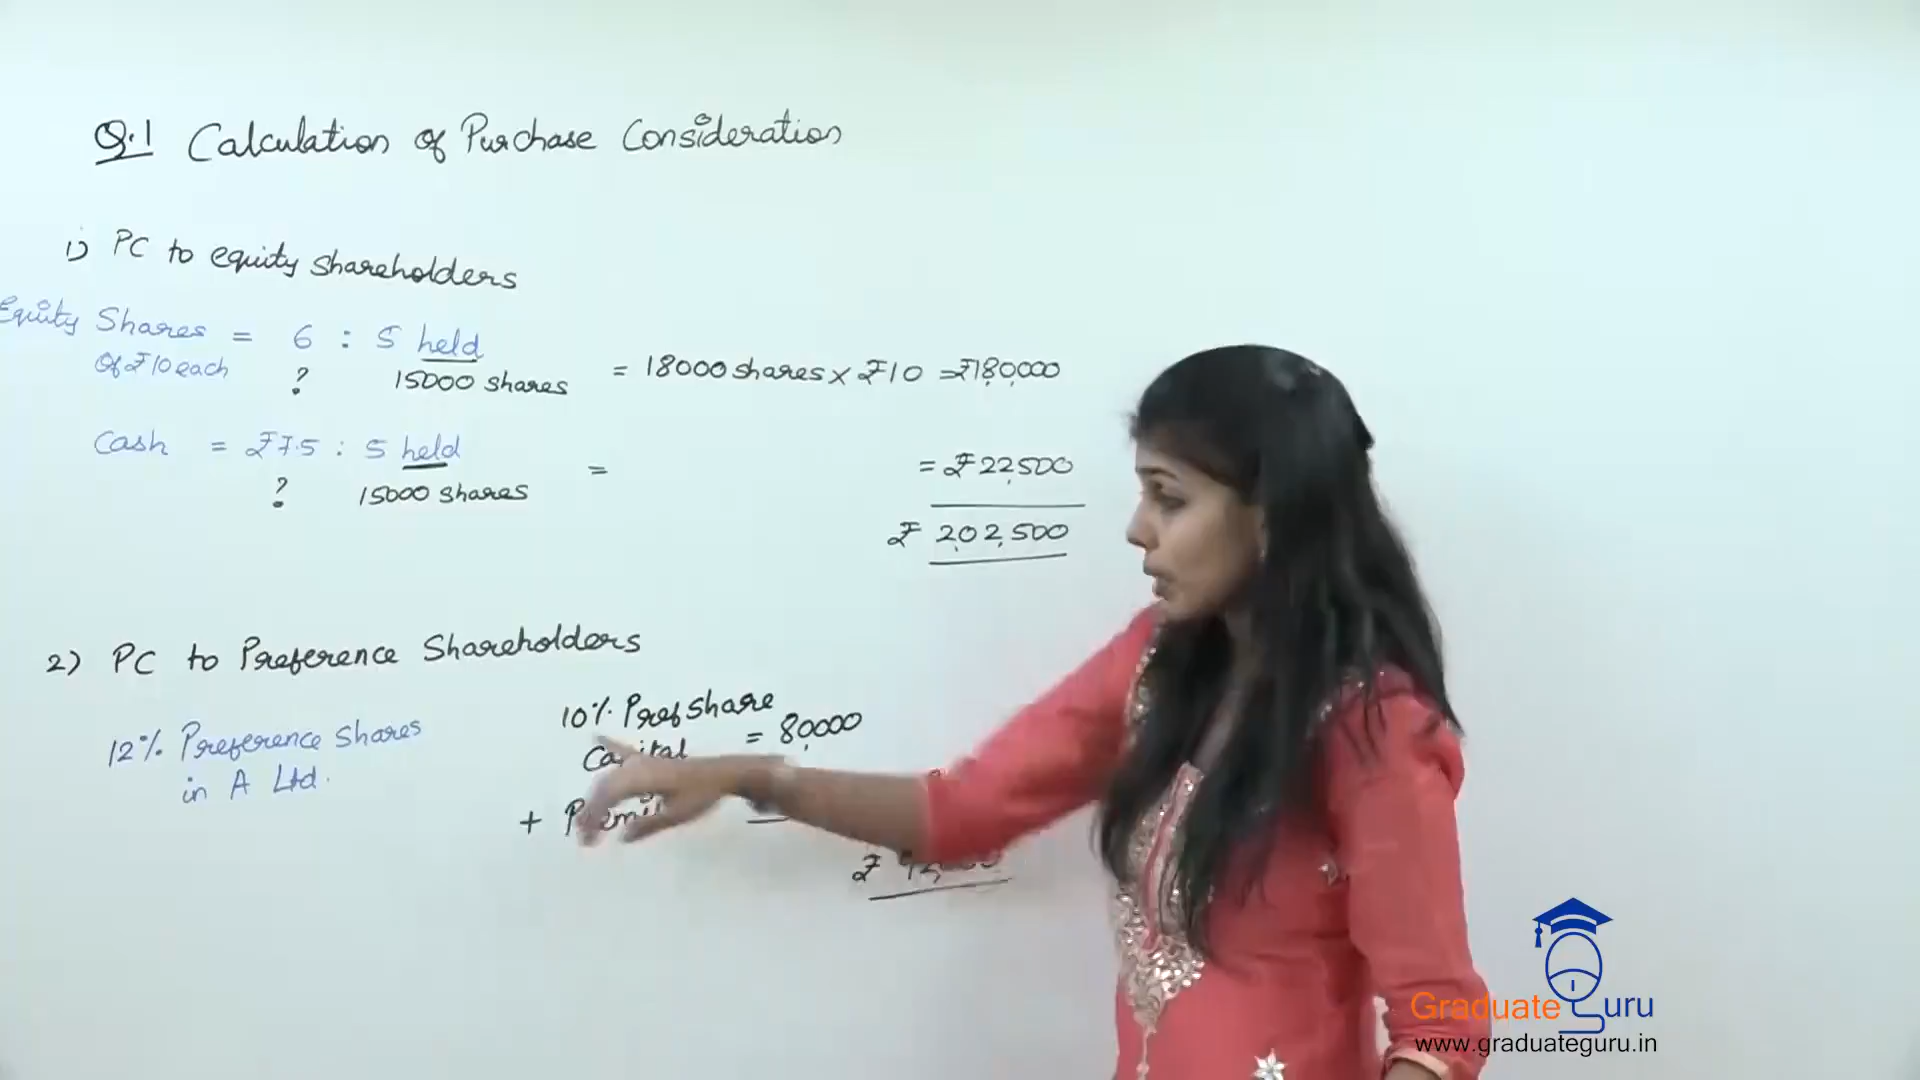 Q.1 Calculation of Purchase Consideration
1) PC to equity shareholders
Equity Shares = 6 : 5 held
Of ₹10 each ? 15000 shares = 18000 shares × ₹10 = ₹1,80,000
Cash = ₹7.5 : 5 held
? 15000 shares = = ₹22,500
₹ 2,02,500
2) PC to Preference Shareholders
12% Preference Shares
in A Ltd.
10% Pref Share
= 80,000
+
₹
Graduate Guru
www.graduateguru.in